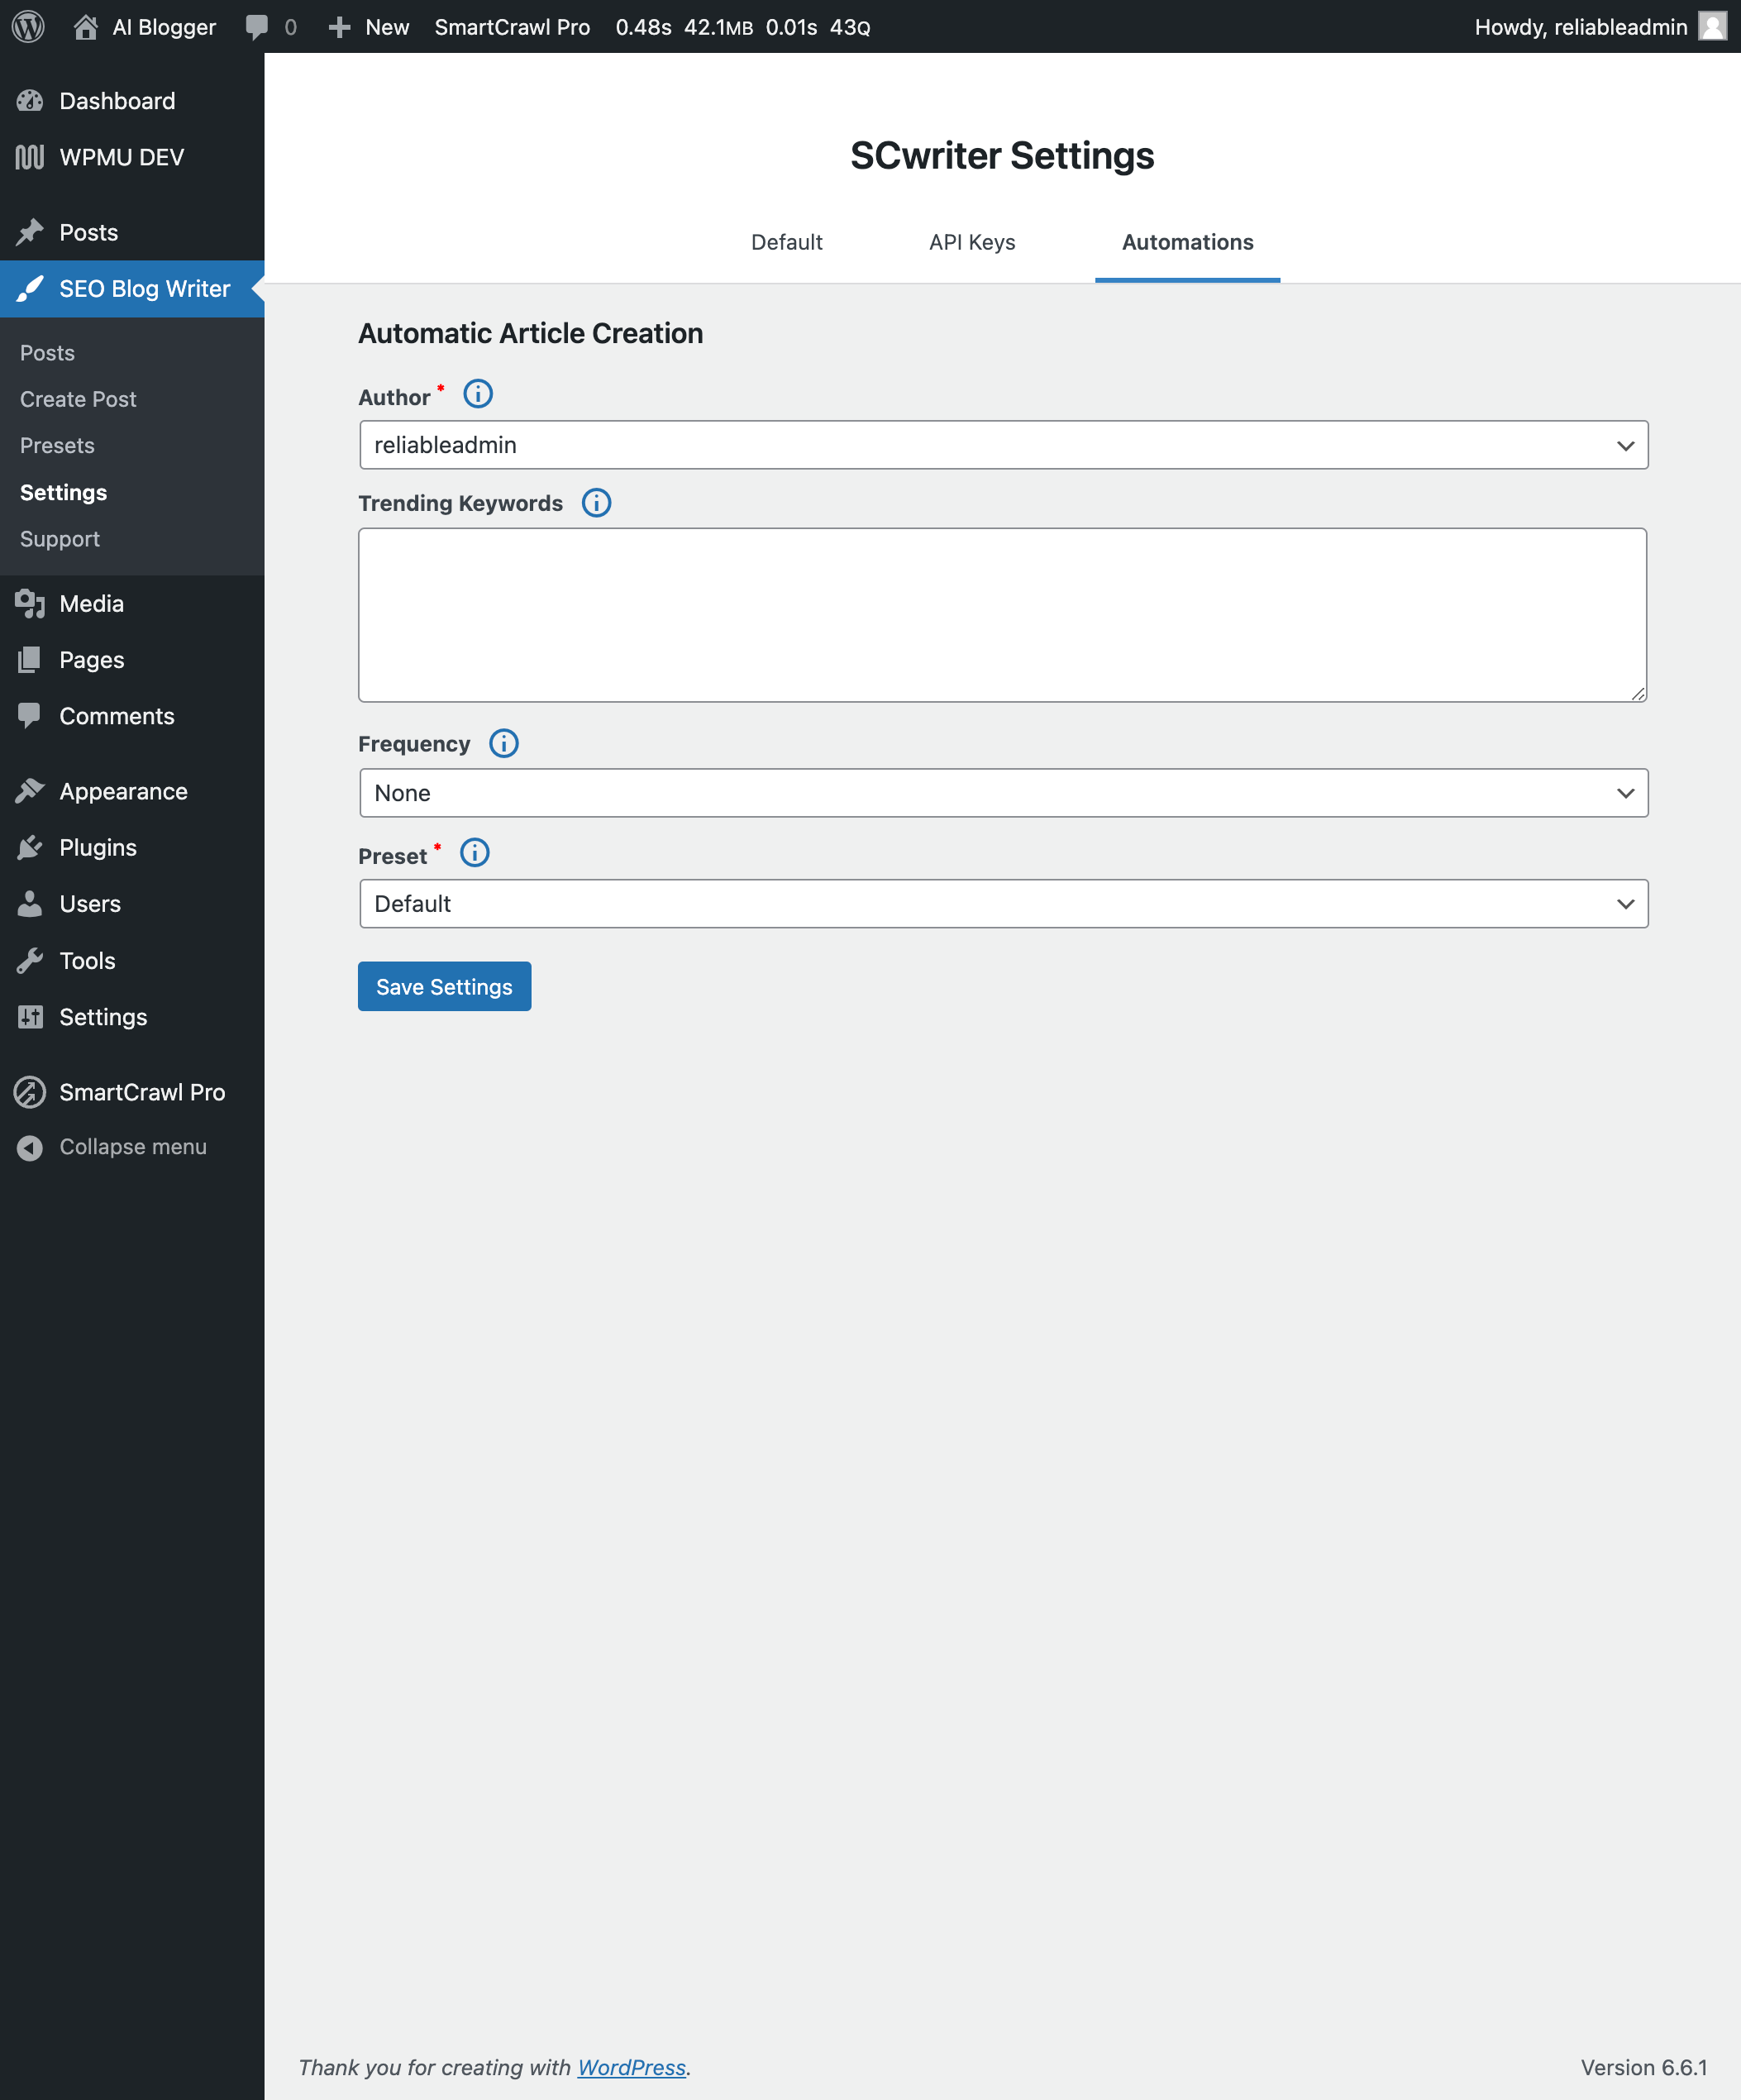 AI Blogger 0 New SmartCrawl Pro 0.48s 42.1MB 0.01s 43Q Howdy, reliableadmin
Dashboard
WPMU DEV
Posts
SEO Blog Writer
Posts
Create Post
Presets
Settings
Support
Media
Pages
Comments
Appearance
Plugins
Users
Tools
Settings
SmartCrawl Pro
Collapse menu
SCwriter Settings
Default API Keys Automations
Automatic Article Creation
Author *
reliableadmin
Trending Keywords
Frequency
None
Preset *
Default
Save Settings
Thank you for creating with WordPress. Version 6.6.1